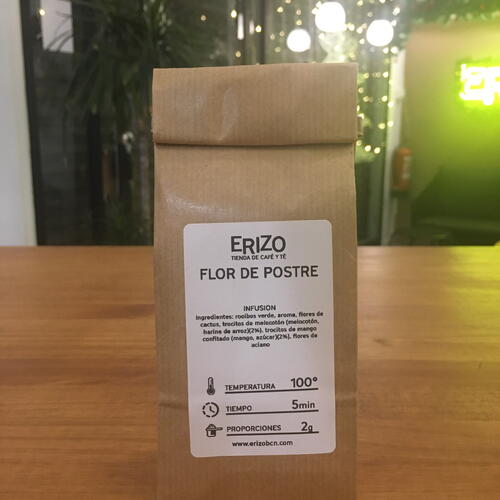 ERIZO
TIENDA DE CAFÉ Y TÉ
FLOR DE POSTRE
INFUSION
Ingredientes: rooibos verde, aroma, flores de
cactus, trocitos de melocotón (melocotón,
harina de arroz)(2%), trocitos de mango
confitado (mango, azúcar)(2%), flores de
aciano
TEMPERATURA 100°
TIEMPO 5min
PROPORCIONES 2g
www.erizobcn.com